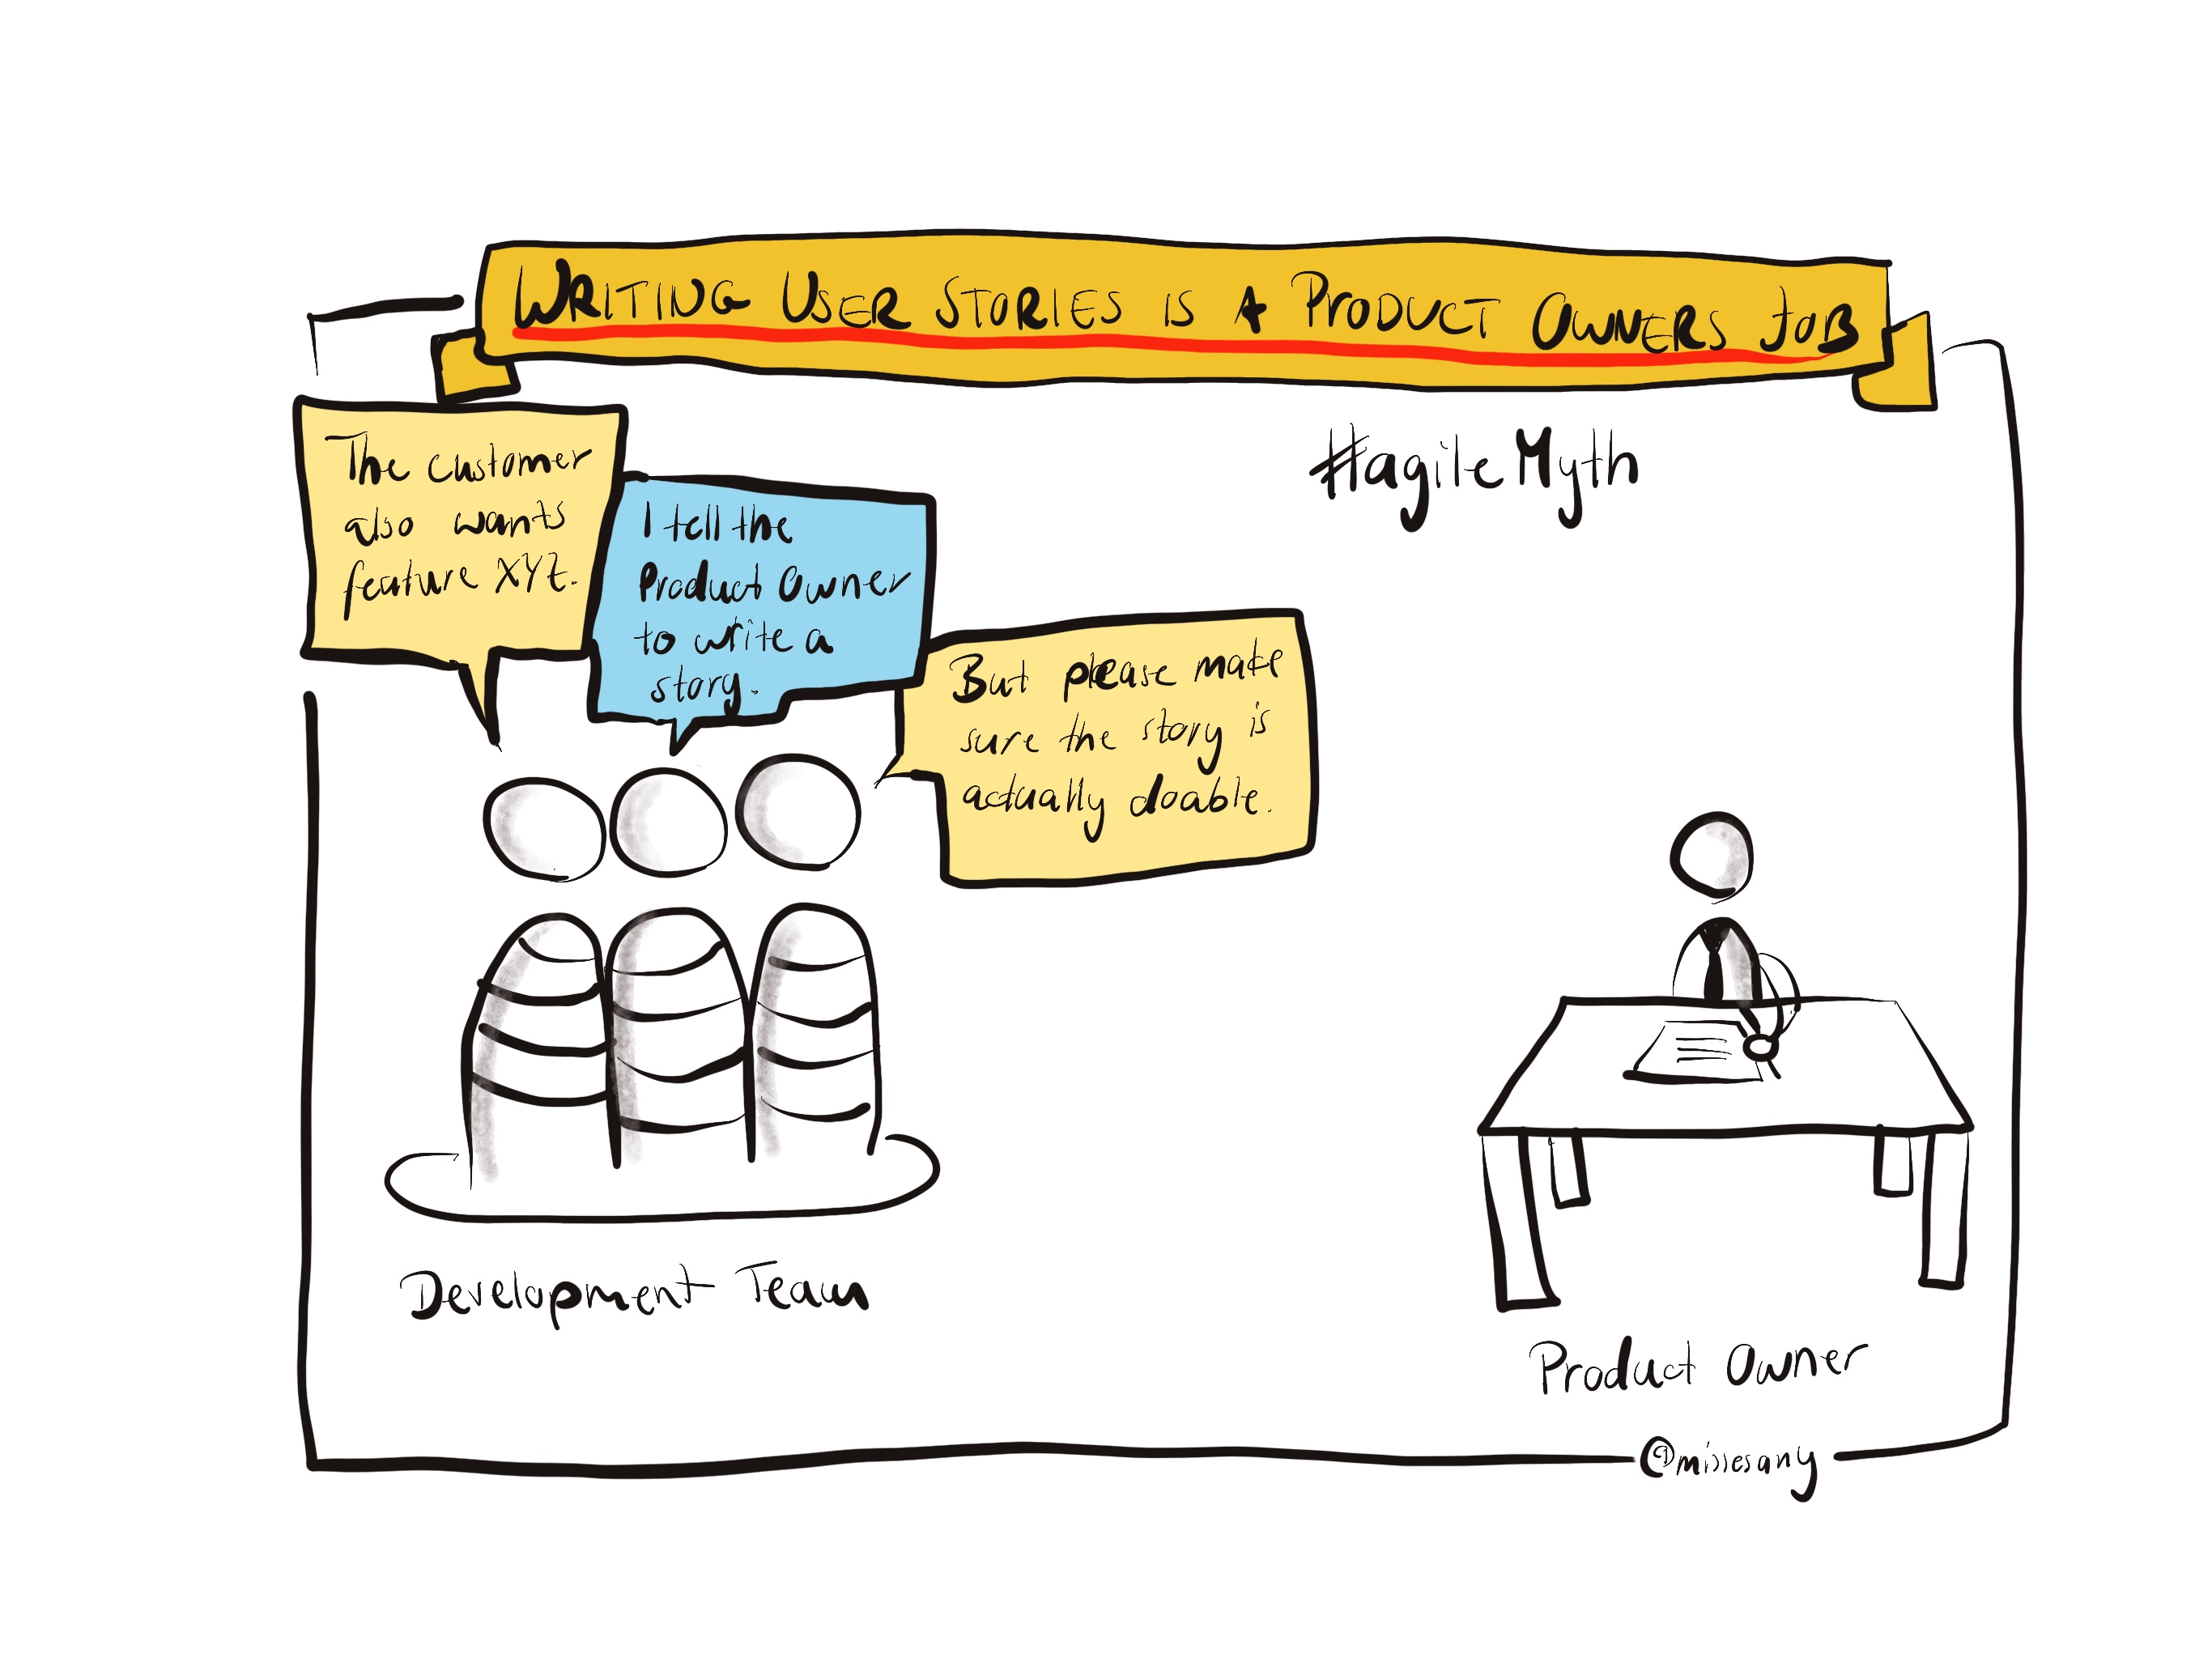 WRITING USER STORIES IS A PRODUCT OWNERS JOB
#agileMyth
The customer
also wants
feature XYZ.
I tell the
Product Owner
to write a
story.
But please make
sure the story is
actually doable.
Development Team
Product Owner
@missesany